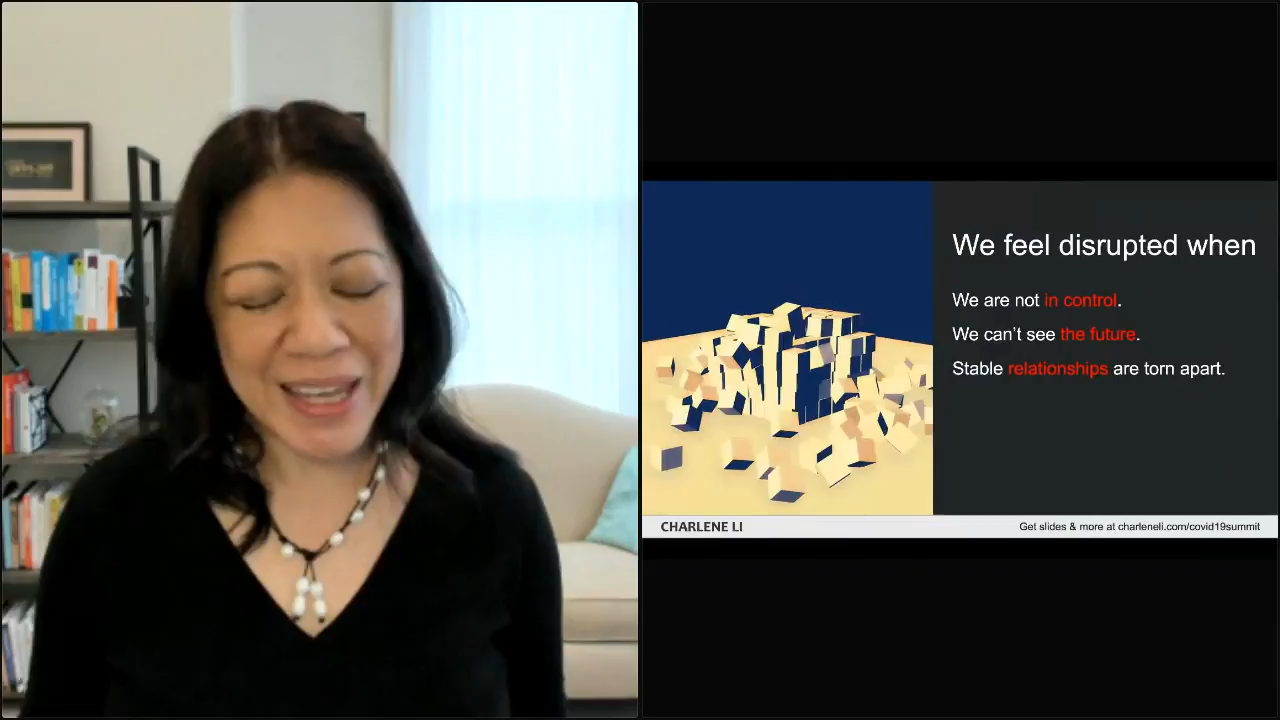 We feel disrupted when
We are not in control.
We can't see the future.
Stable relationships are torn apart.
CHARLENE LI
Get slides & more at charleneli.com/covid19summit